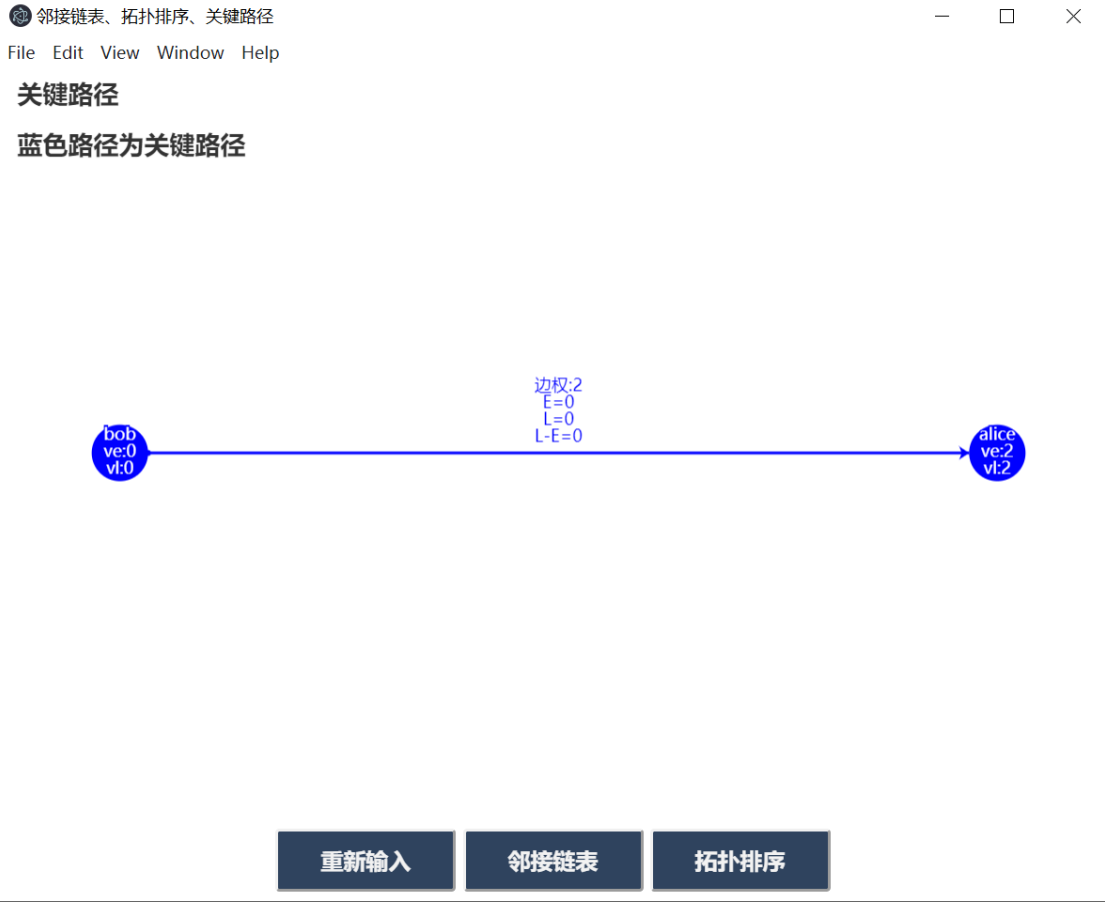 邻接链表、拓扑排序、关键路径
File Edit View Window Help
关键路径
蓝色路径为关键路径
边权:2
E=0
L=0
L-E=0
bob
ve:0
vl:0
alice
ve:2
vl:2
重新输入 邻接链表 拓扑排序